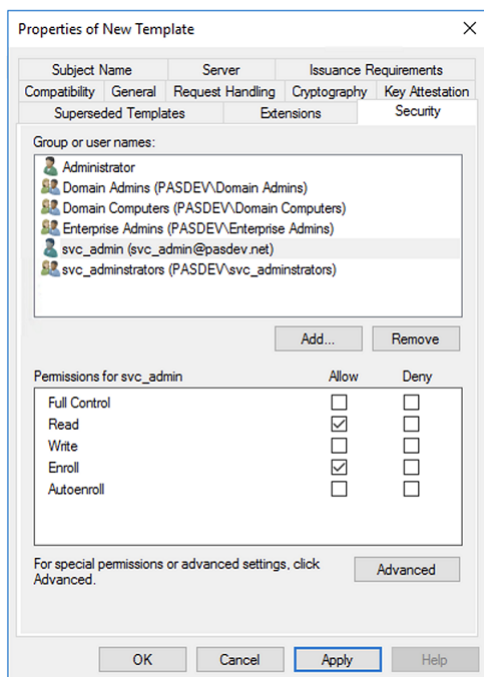 Properties of New Template
Subject Name Server Issuance Requirements
Compatibility General Request Handling Cryptography Key Attestation
Superseded Templates Extensions Security
Group or user names:
Administrator
Domain Admins (PASDEV\Domain Admins)
Domain Computers (PASDEV\Domain Computers)
Enterprise Admins (PASDEV\Enterprise Admins)
svc_admin (svc_admin@pasdev.net)
svc_adminstrators (PASDEV\svc_adminstrators)
Add... Remove
Permissions for svc_admin Allow Deny
Full Control
Read
Write
Enroll
Autoenroll
For special permissions or advanced settings, click
Advanced. Advanced
OK Cancel Apply Help